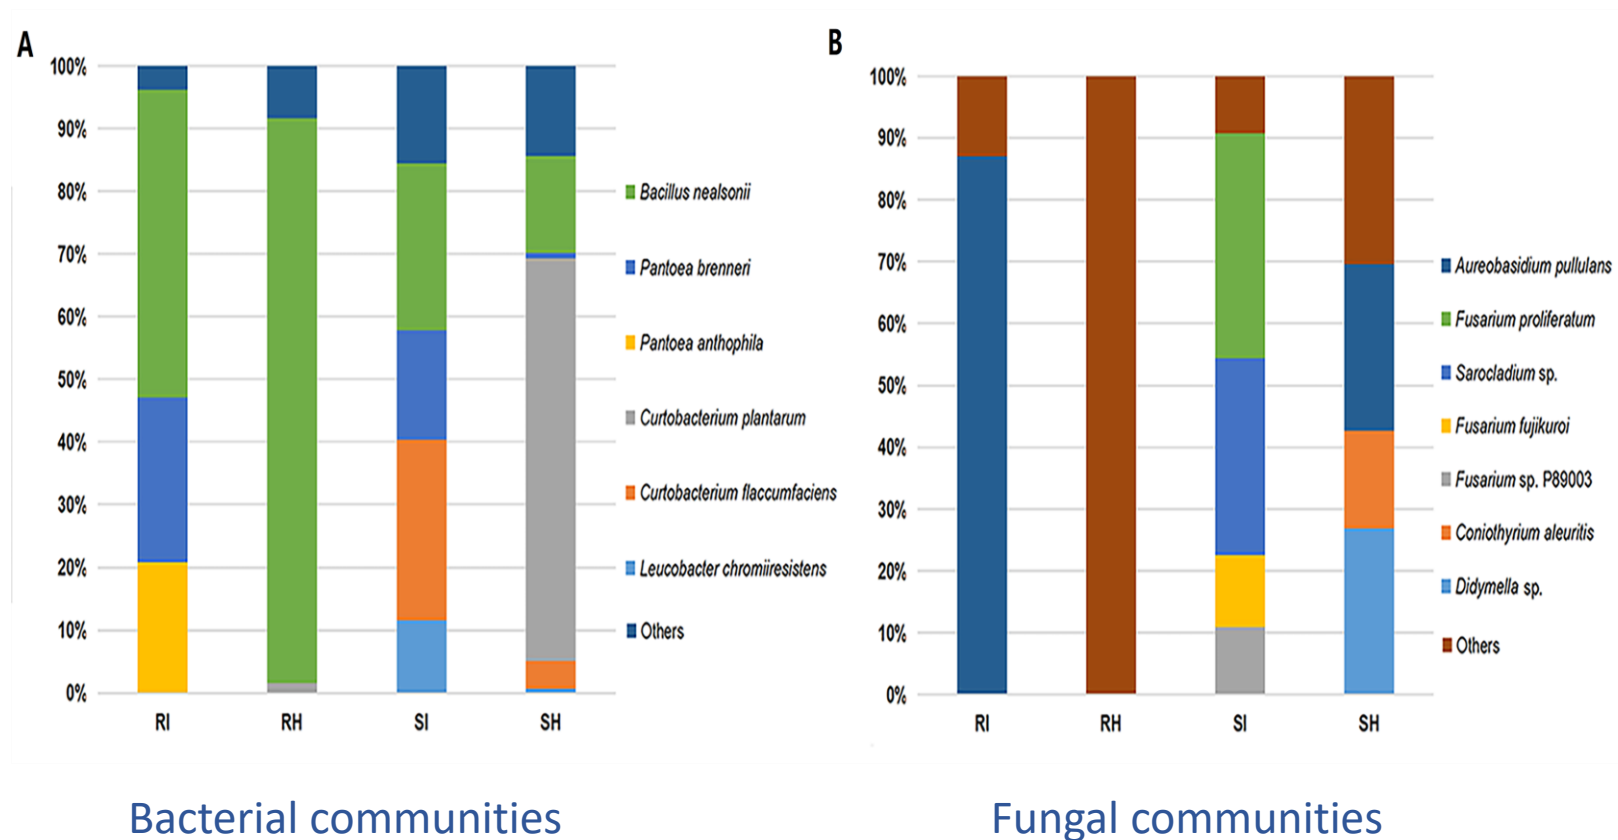 A
100%
90%
80%
70%
60%
50%
40%
30%
20%
10%
0%
RI RH SI SH
Bacillus nealsonii
Pantoea brenneri
Pantoea anthophila
Curtobacterium plantarum
Curtobacterium flaccumfaciens
Leucobacter chromiiresistens
Others
Bacterial communities
B
100%
90%
80%
70%
60%
50%
40%
30%
20%
10%
0%
RI RH SI SH
Aureobasidium pullulans
Fusarium proliferatum
Sarocladium sp.
Fusarium fujikuroi
Fusarium sp. P89003
Coniothyrium aleuritis
Didymella sp.
Others
Fungal communities